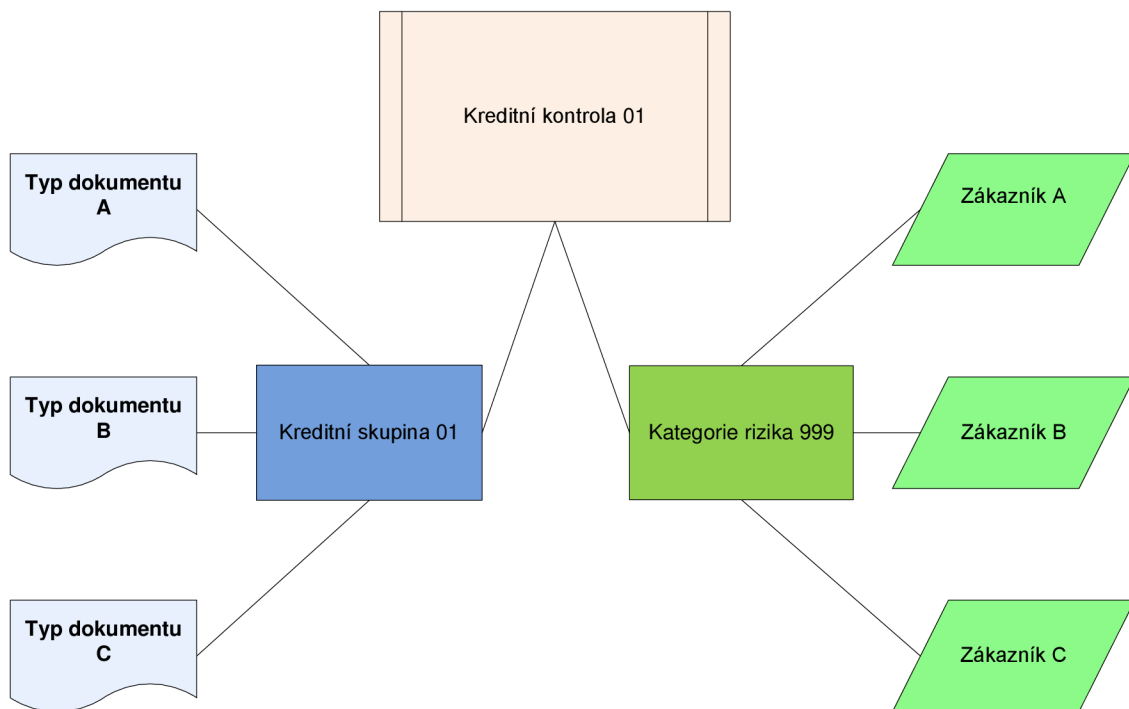 Kreditní kontrola 01
Typ dokumentu
A
Zákazník A
Typ dokumentu
B
Kreditní skupina 01
Kategorie rizika 999
Zákazník B
Typ dokumentu
C
Zákazník C